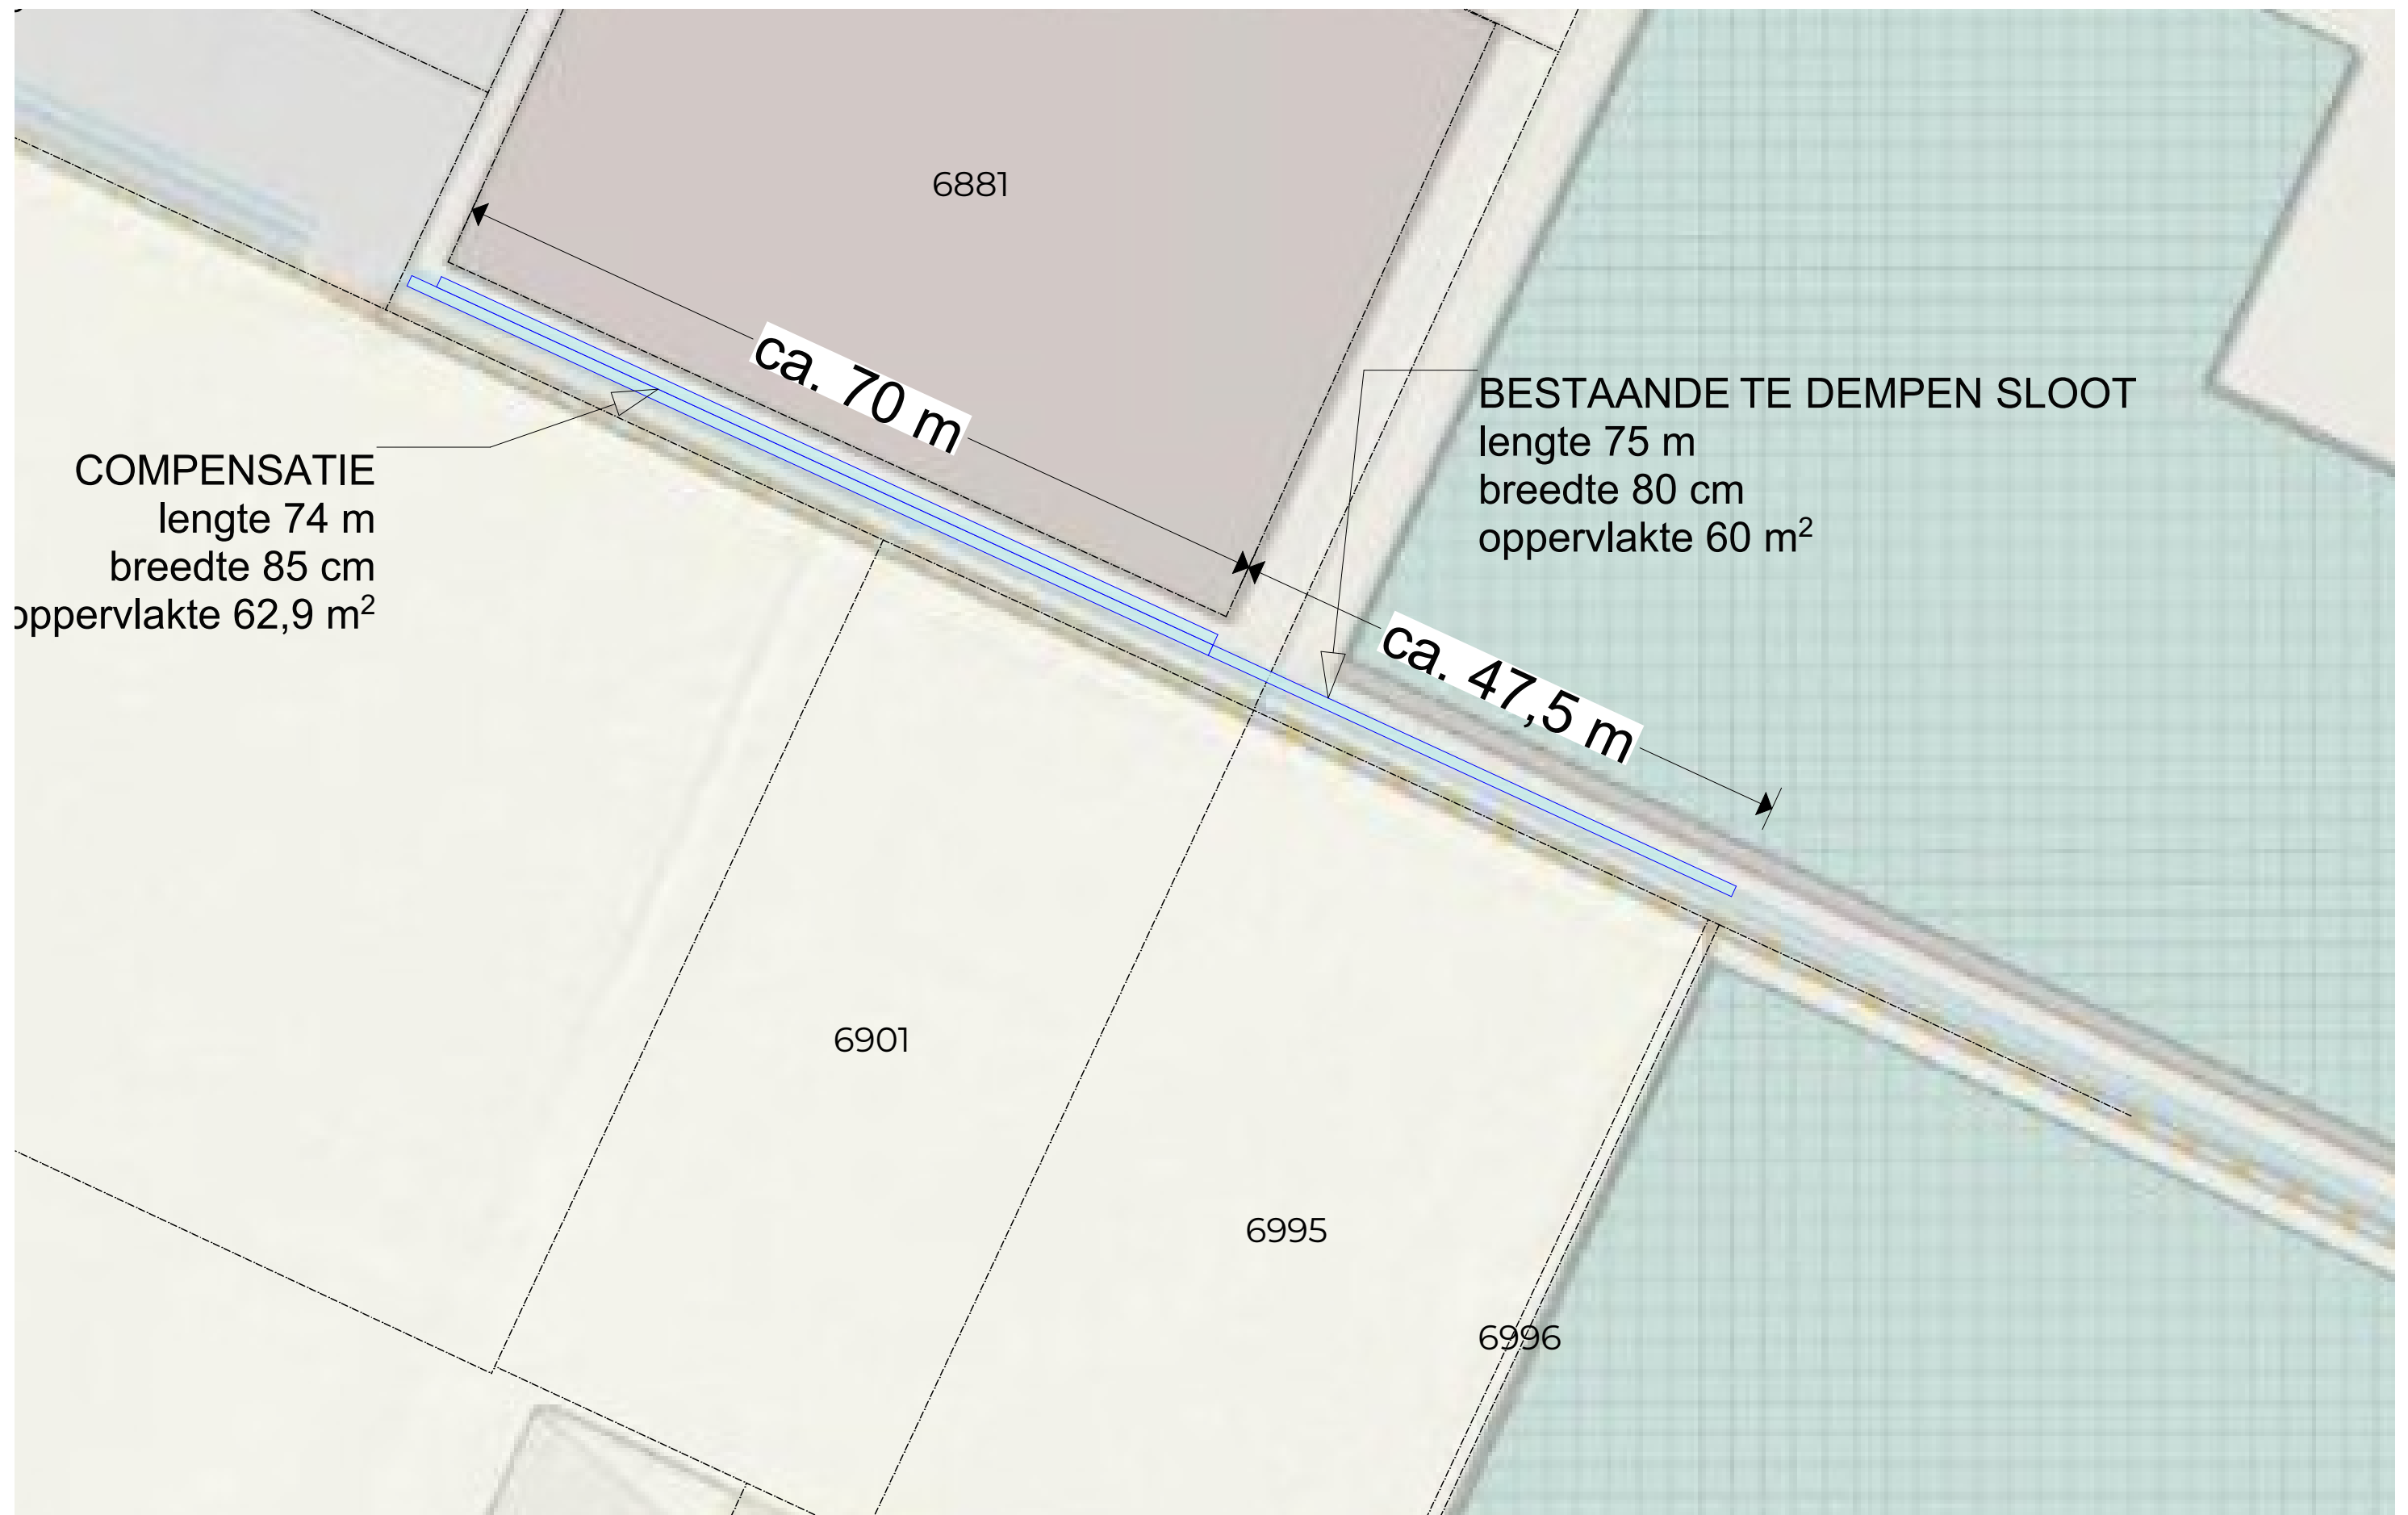 6881
ca. 70 m
BESTAANDE TE DEMPEN SLOOT
lengte 75 m
breedte 80 cm
oppervlakte 60 m²
COMPENSATIE
lengte 74 m
breedte 85 cm
oppervlakte 62,9 m²
ca. 47,5 m
6901
6995
6996